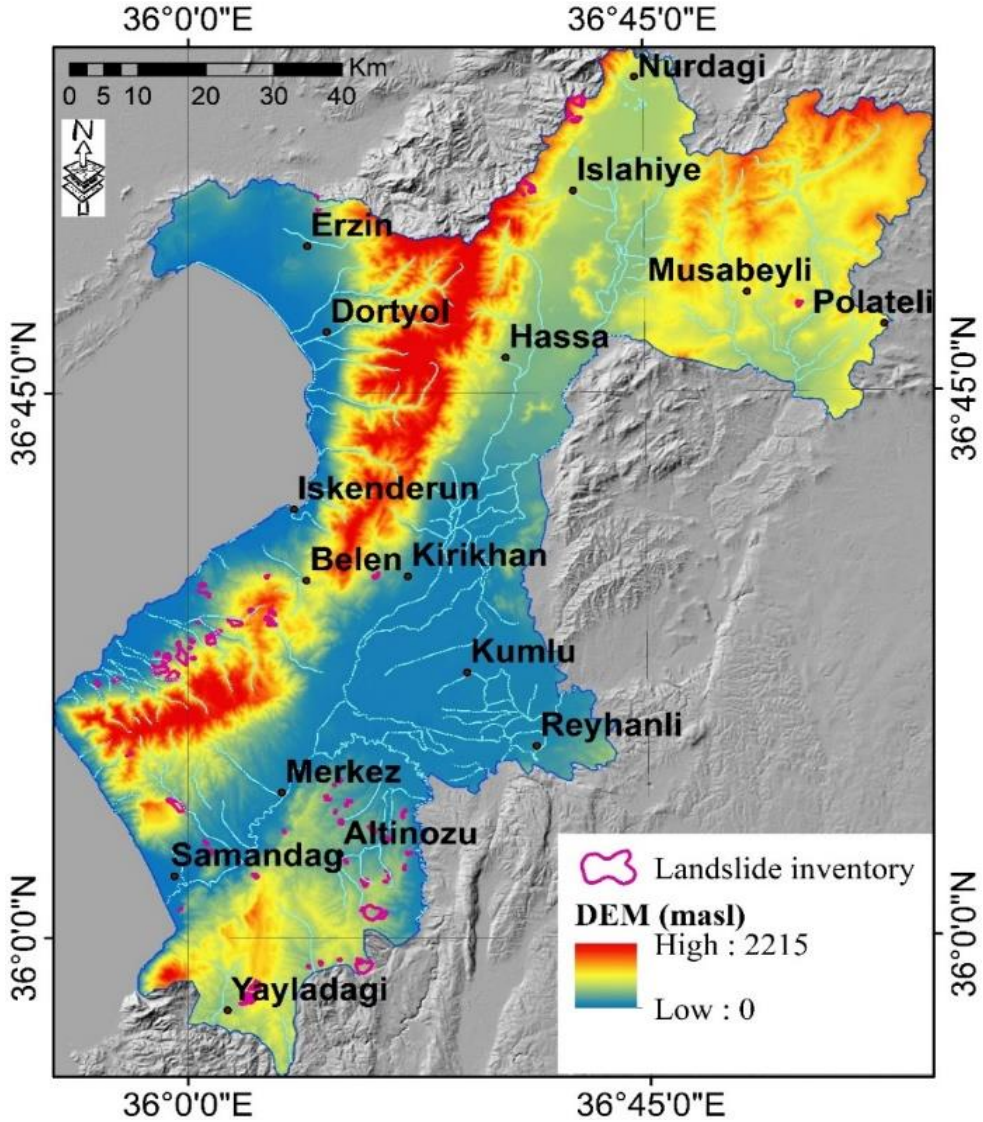 36°0'0"E 36°45'0"E
Nurdagi
Km
0 5 10 20 30 40
N
Islahiye
Erzin
Musabeyli
Polateli
Dortyol
Hassa
36°45'0"N 36°45'0"N
Iskenderun
Belen Kirikhan
Kumlu
Reyhanli
Merkez
Altinozu
Samandag
Landslide inventory
DEM (masl)
High : 2215
Low : 0
36°0'0"N 36°0'0"N
Yayladagi
36°0'0"E 36°45'0"E